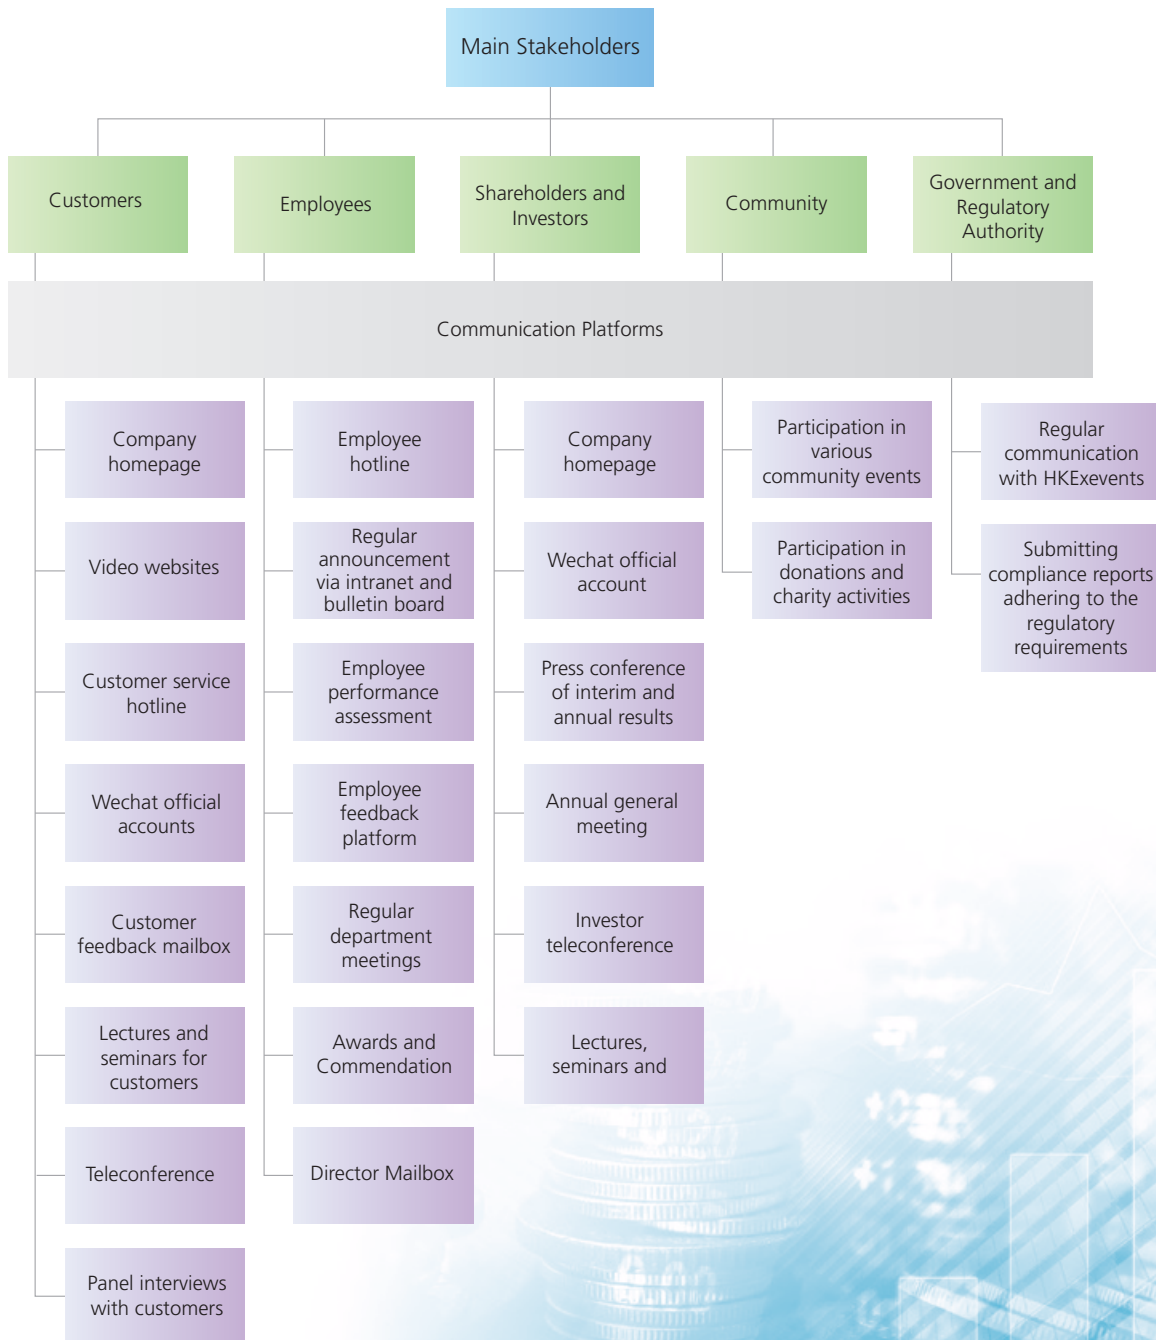 Main Stakeholders
Customers
Employees
Shareholders and
Investors
Community
Government and
Regulatory
Authority
Communication Platforms
Company
homepage
Video websites
Customer service
hotline
Wechat official
accounts
Customer
feedback mailbox
Lectures and
seminars for
customers
Teleconference
Panel interviews
with customers
Employee
hotline
Regular
announcement
via intranet and
bulletin board
Employee
performance
assessment
Employee
feedback
platform
Regular
department
meetings
Awards and
Commendation
Director Mailbox
Company
homepage
Wechat official
account
Press conference
of interim and
annual results
Annual general
meeting
Investor
teleconference
Lectures,
seminars and
Participation in
various
community events
Participation in
donations and
charity activities
Regular
communication
with HKExevents
Submitting
compliance reports
adhering to the
regulatory
requirements